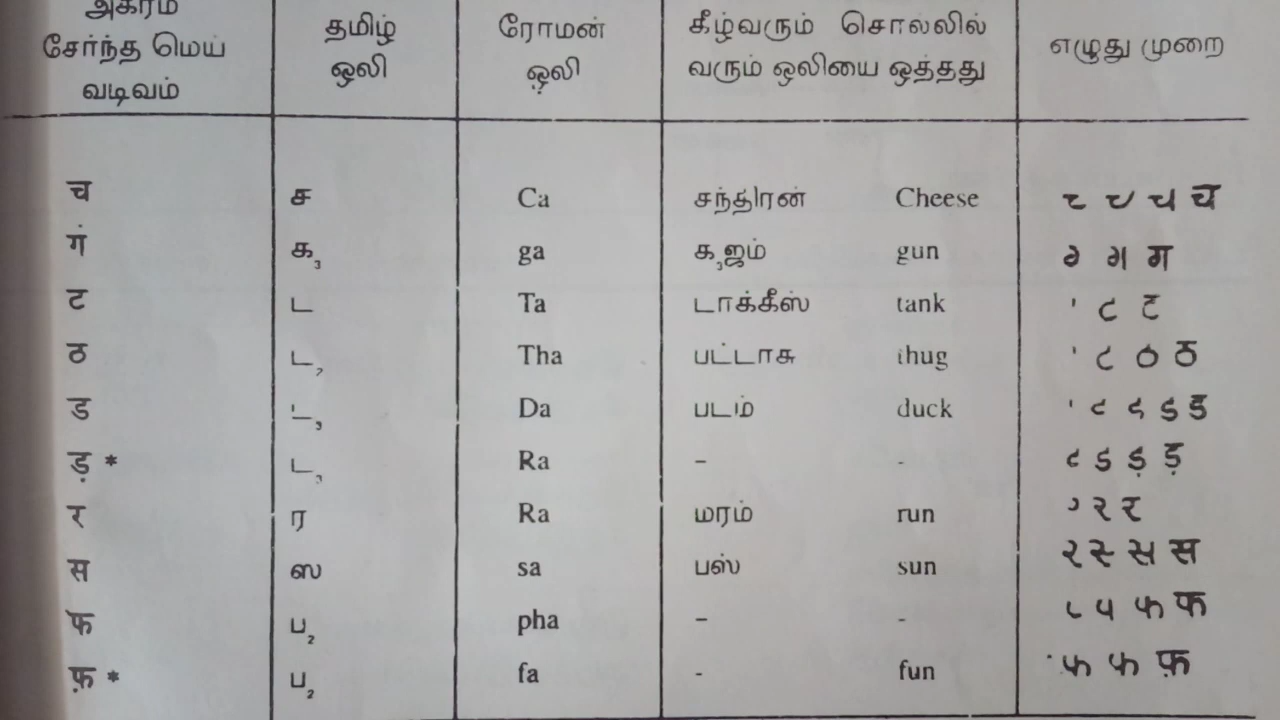 அகரம் சேர்ந்த மெய் வடிவம் தமிழ் ஒலி ரோமன் ஒலி கீழ்வரும் சொல்லில் வரும் ஒலியை ஒத்தது எழுது முறை
च ச Ca சந்திரன் Cheese च
गं க₃ ga க₃ஜம் gun ग
ट ட Ta டாக்கீஸ் tank ट
ठ ட₂ Tha பட்டாசு thug ठ
ड ட₃ Da படம் duck ड
ड़ * ட₃ Ra - - ड़
र ர Ra மரம் run र
स ஸ sa பஸ் sun स
फ ப₂ pha - - फ
फ़ * ப₂ fa - fun फ़